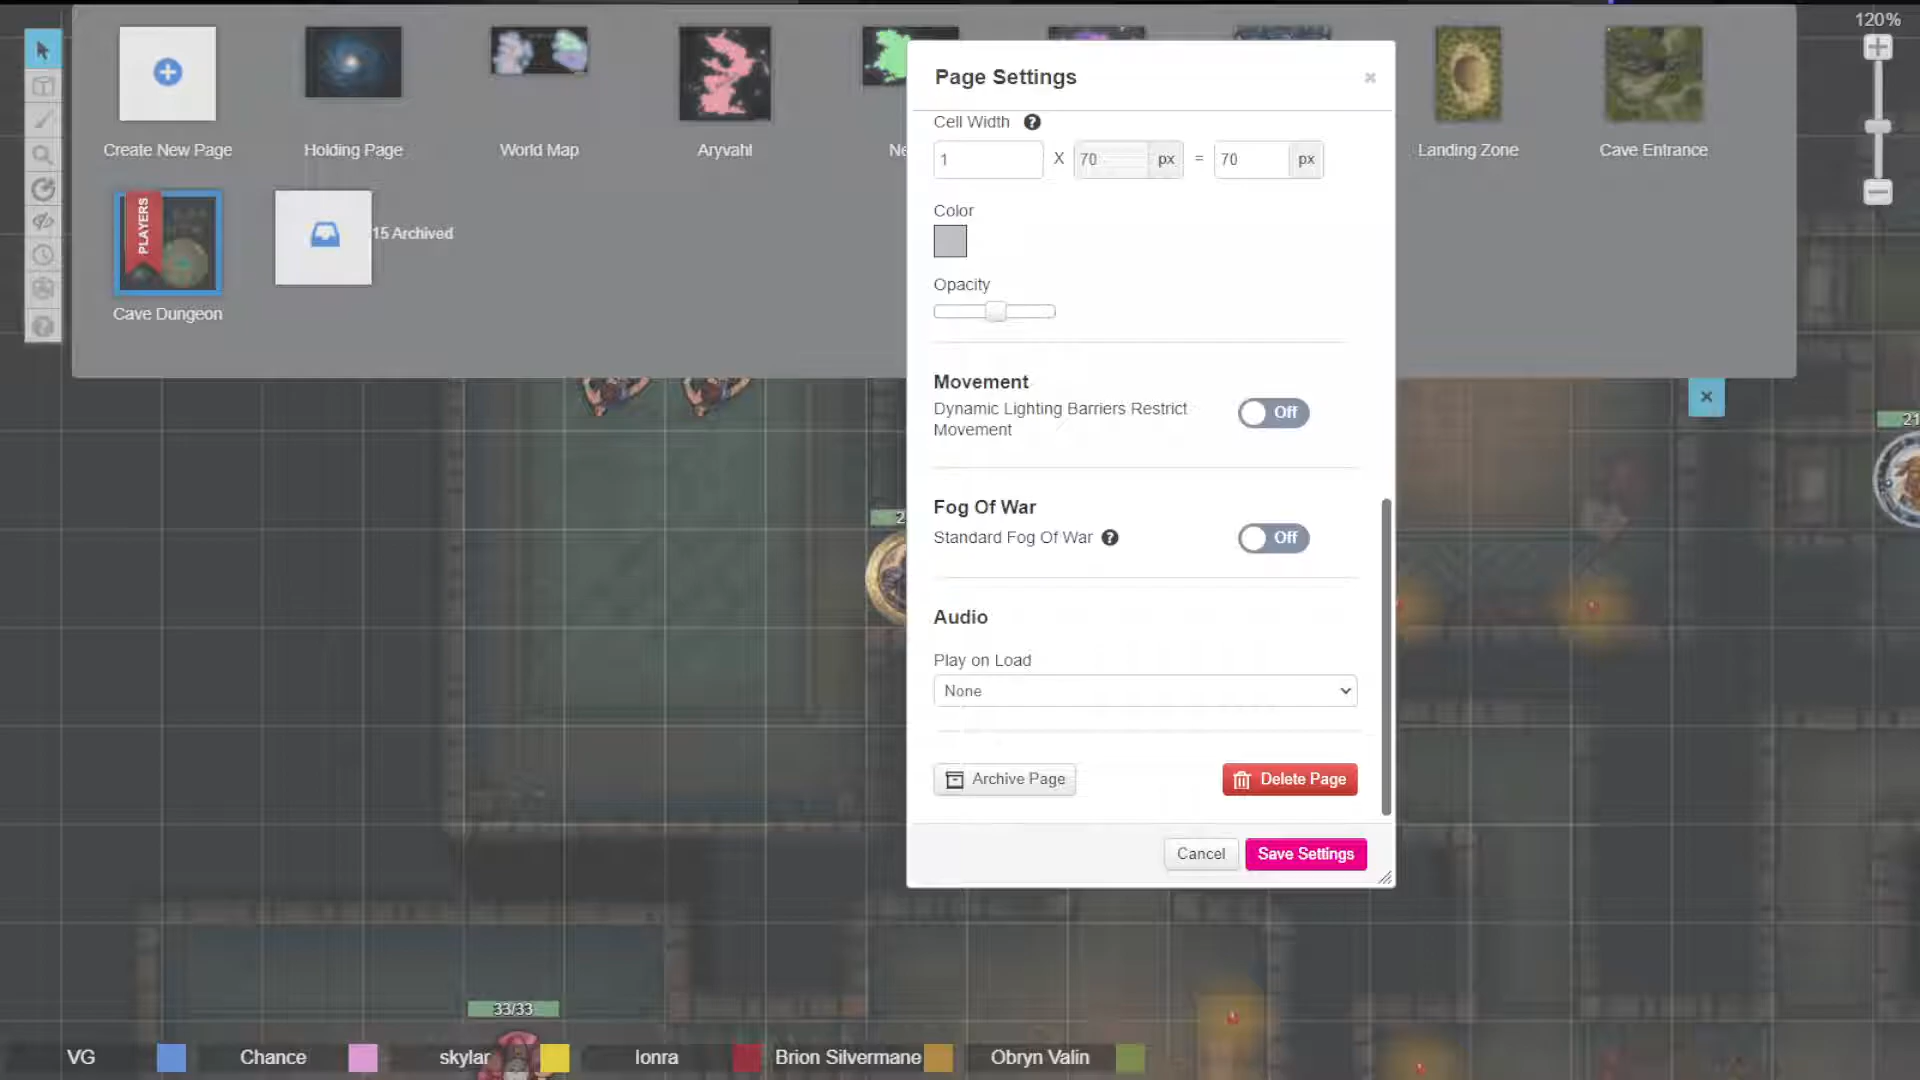 120%
Create New Page
Holding Page
World Map
Aryvahl
Ne
Landing Zone
Cave Entrance
PLAYERS
15 Archived
Cave Dungeon
Page Settings
×
Cell Width ?
1 X 70 px = 70 px
Color
Opacity
Movement
Dynamic Lighting Barriers Restrict
Movement
Off
Fog Of War
Standard Fog Of War ?
Off
Audio
Play on Load
None
Archive Page
Delete Page
Cancel
Save Settings
21
2
33/33
VG
Chance
skylar
Ionra
Brion Silvermane
Obryn Valin